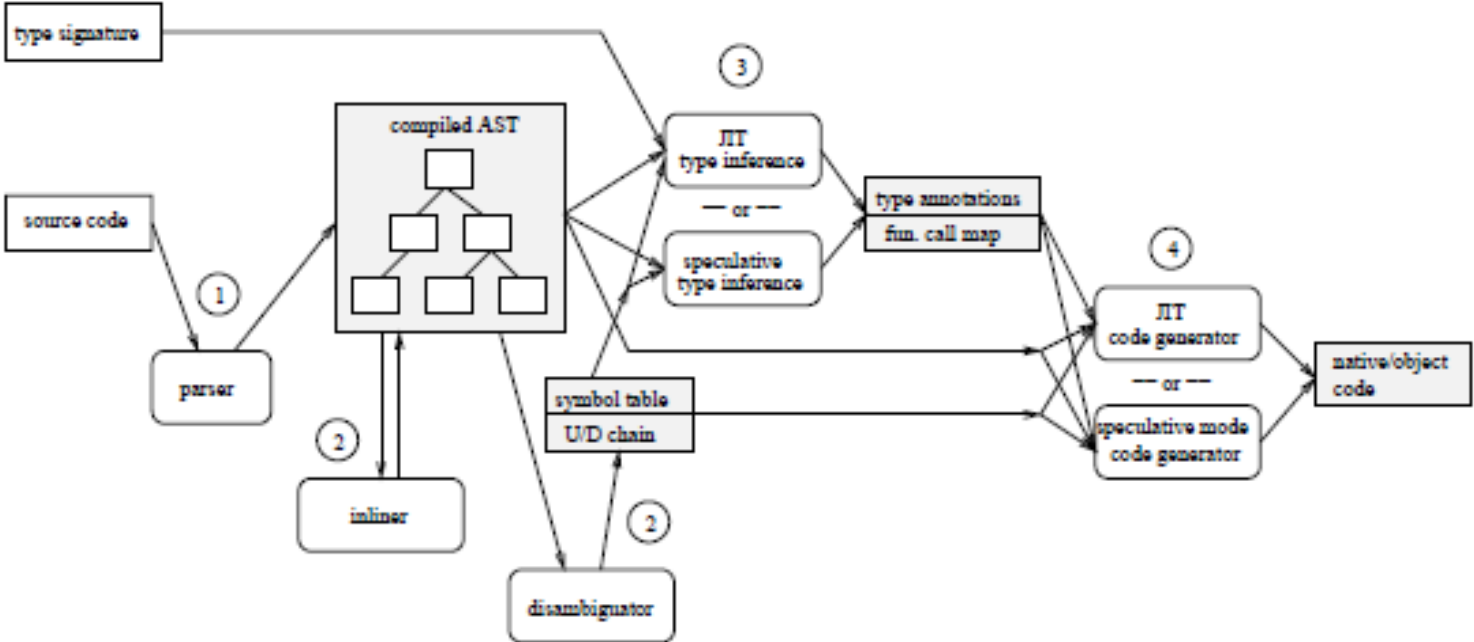 type signature
3
compiled AST
JIT
type inference
— or —
speculative
type inference
source code
1
type annotations
fun. call map
4
JIT
code generator
— or —
speculative mode
code generator
native/object
code
parser
symbol table
U/D chain
2
inliner
2
disambiguator